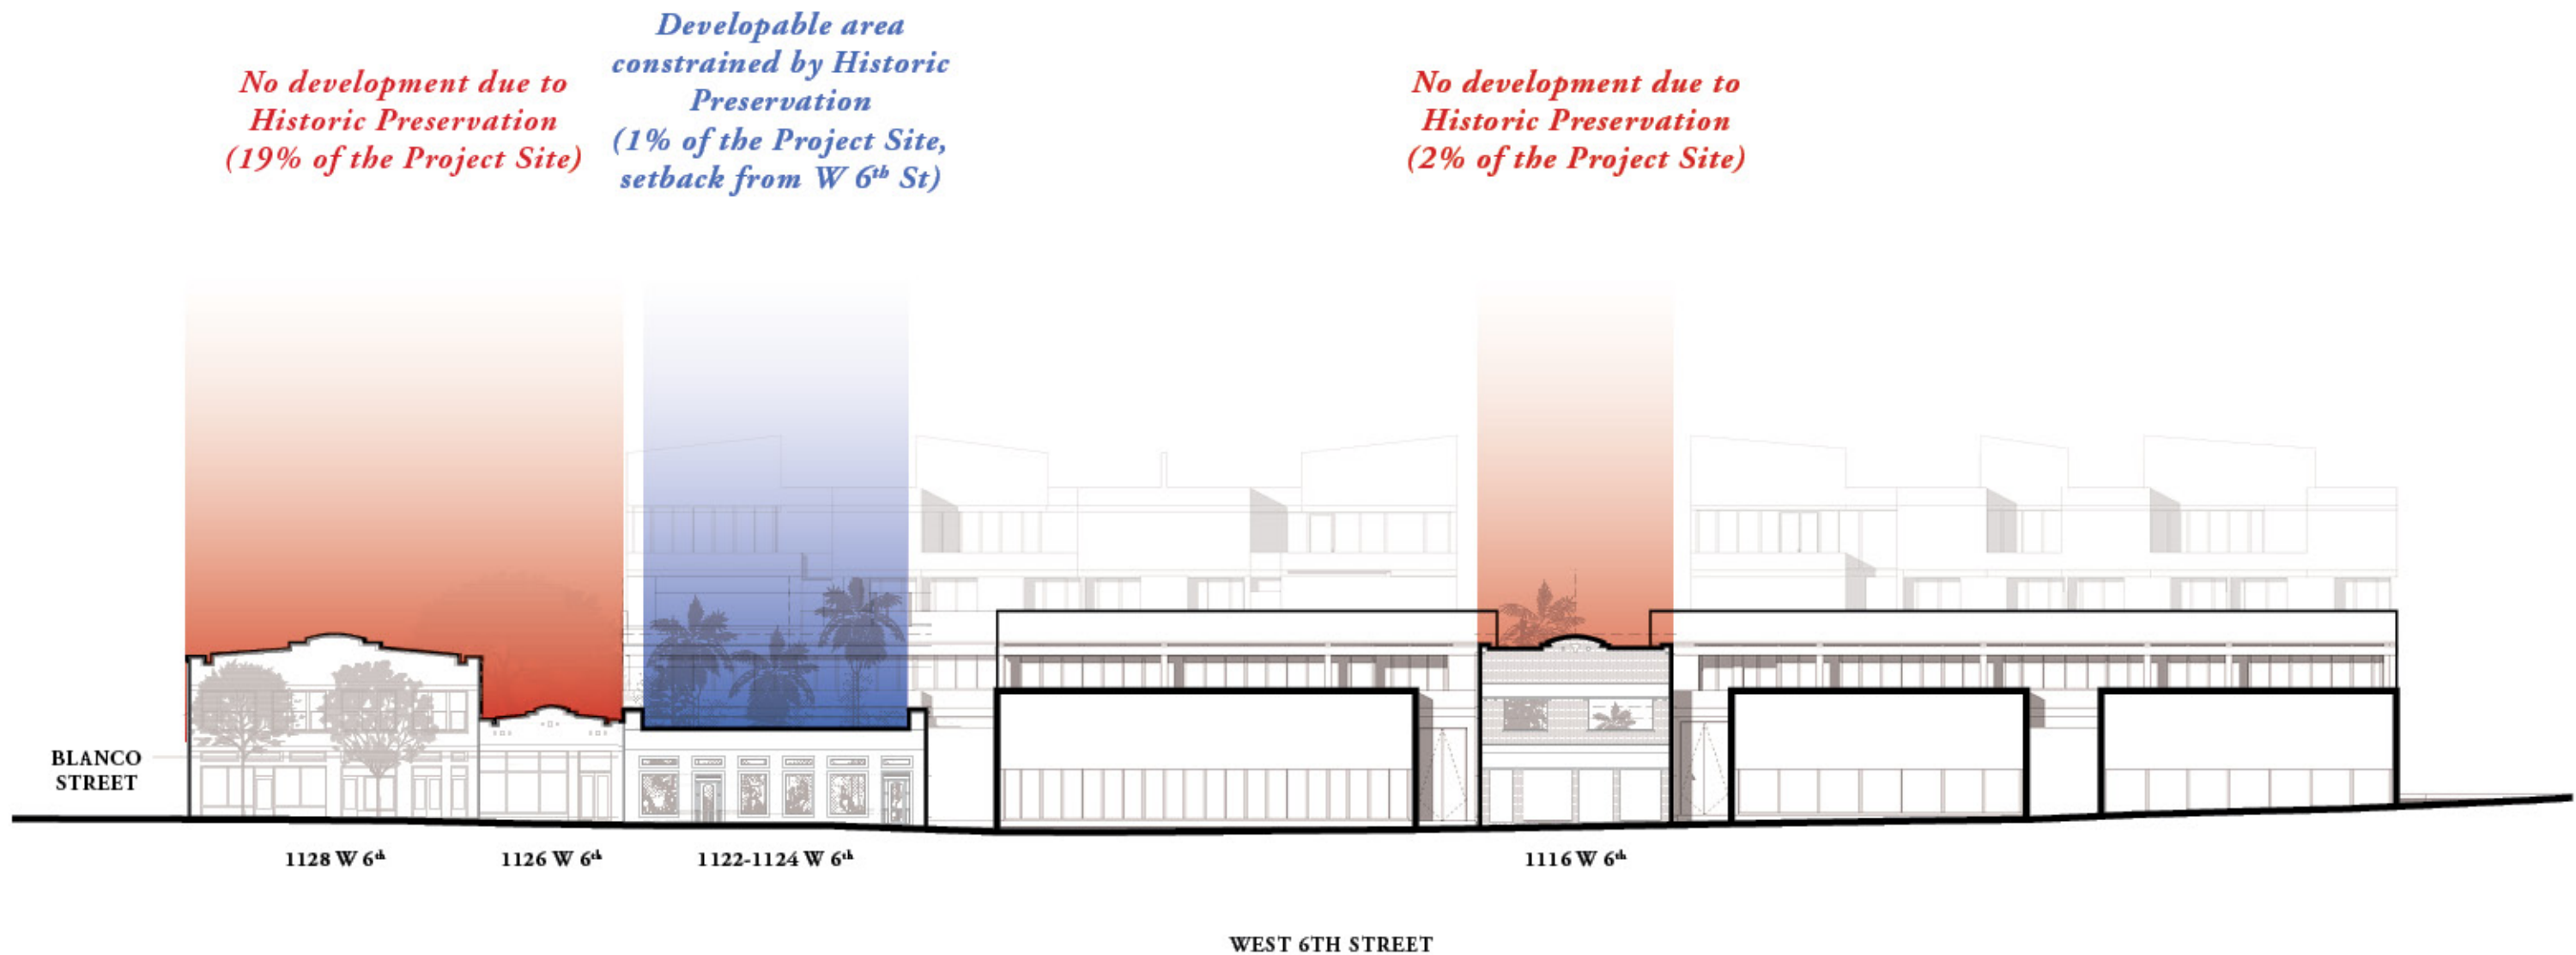 No development due to
Historic Preservation
(19% of the Project Site)
Developable area
constrained by Historic
Preservation
(1% of the Project Site,
setback from W 6th St)
No development due to
Historic Preservation
(2% of the Project Site)
BLANCO
STREET
1128 W 6th
1126 W 6th
1122-1124 W 6th
1116 W 6th
WEST 6TH STREET